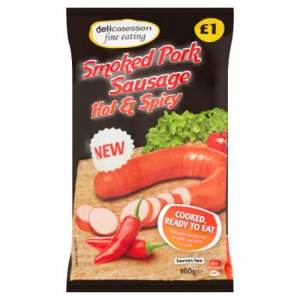 delicatessen
fine eating
£1
Smoked Pork
Sausage
Hot & Spicy
NEW
COOKED,
READY TO EAT
Serves two
160g e